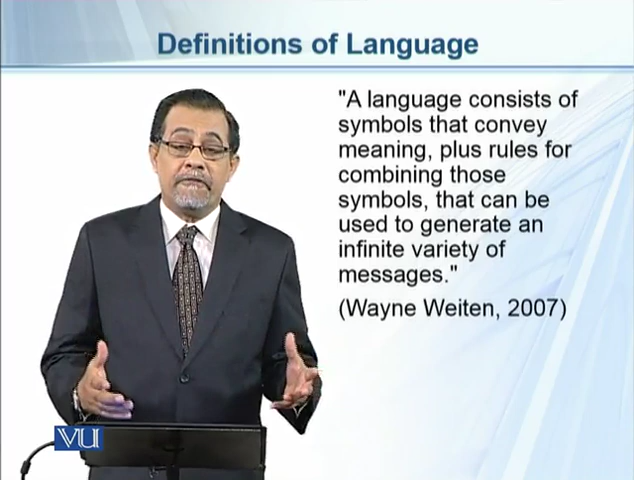 Definitions of Language
"A language consists of
symbols that convey
meaning, plus rules for
combining those
symbols, that can be
used to generate an
infinite variety of
messages."
(Wayne Weiten, 2007)
VU